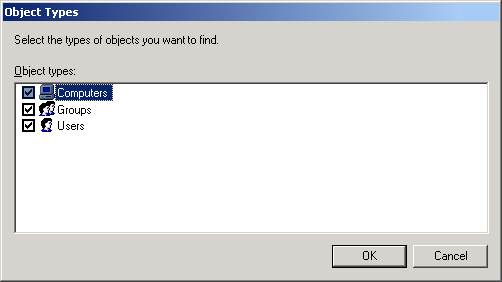 Object Types
Select the types of objects you want to find.
Object types:
Computers
Groups
Users
OK Cancel